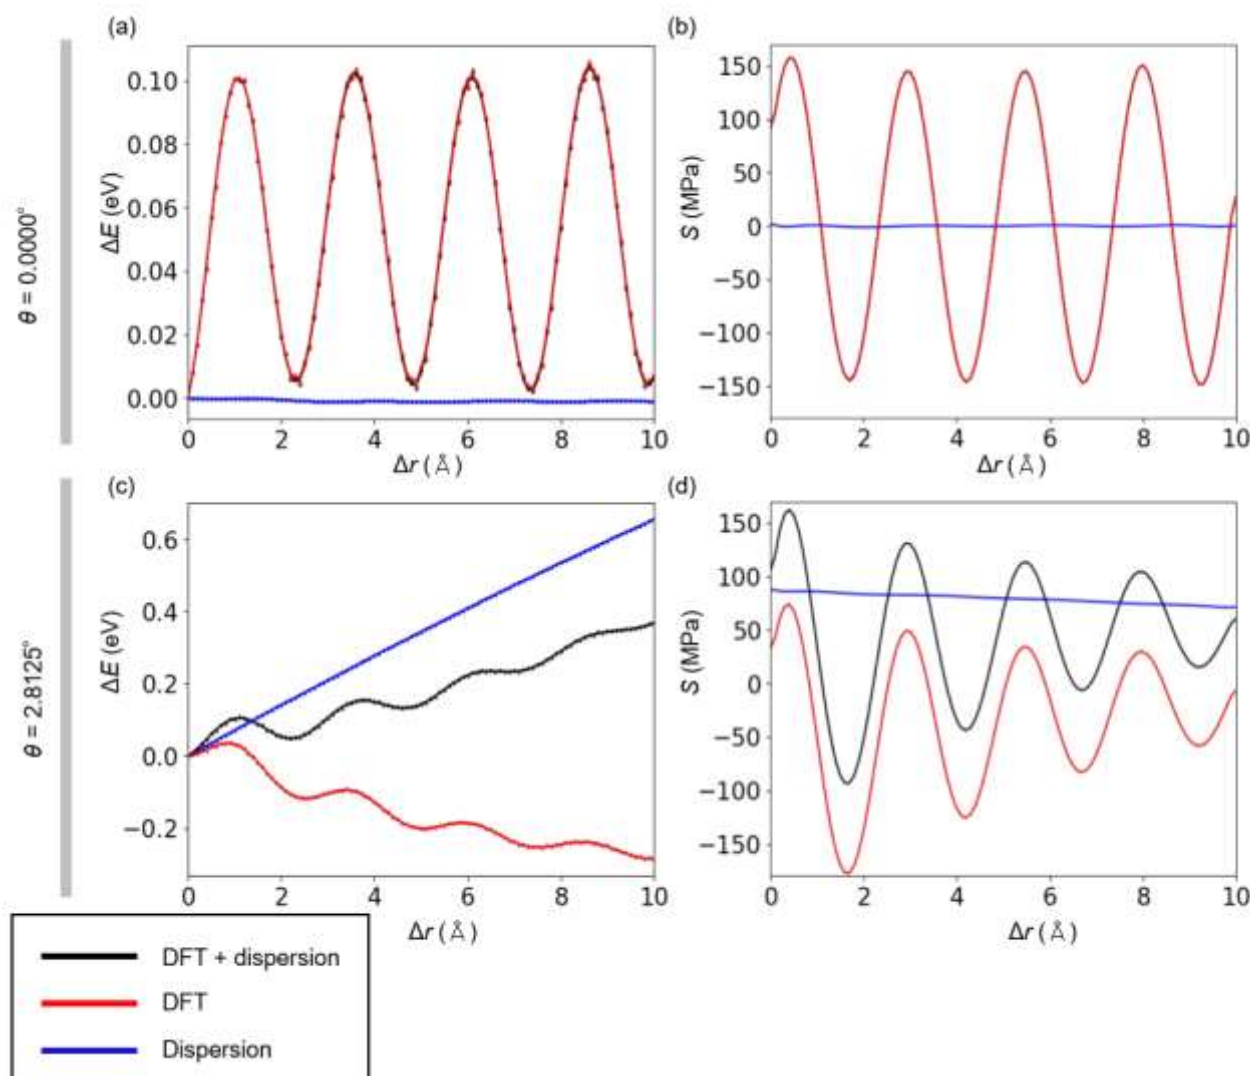 (a)
0.10
0.08
0.06
0.04
0.02
0.00
ΔE (eV)
0 2 4 6 8 10
Δr (Å)
(b)
150
100
50
0
−50
−100
−150
S (MPa)
0 2 4 6 8 10
Δr (Å)
θ = 0.0000°
(c)
0.6
0.4
0.2
0.0
−0.2
ΔE (eV)
0 2 4 6 8 10
Δr (Å)
(d)
150
100
50
0
−50
−100
−150
S (MPa)
0 2 4 6 8 10
Δr (Å)
θ = 2.8125°
DFT + dispersion
DFT
Dispersion